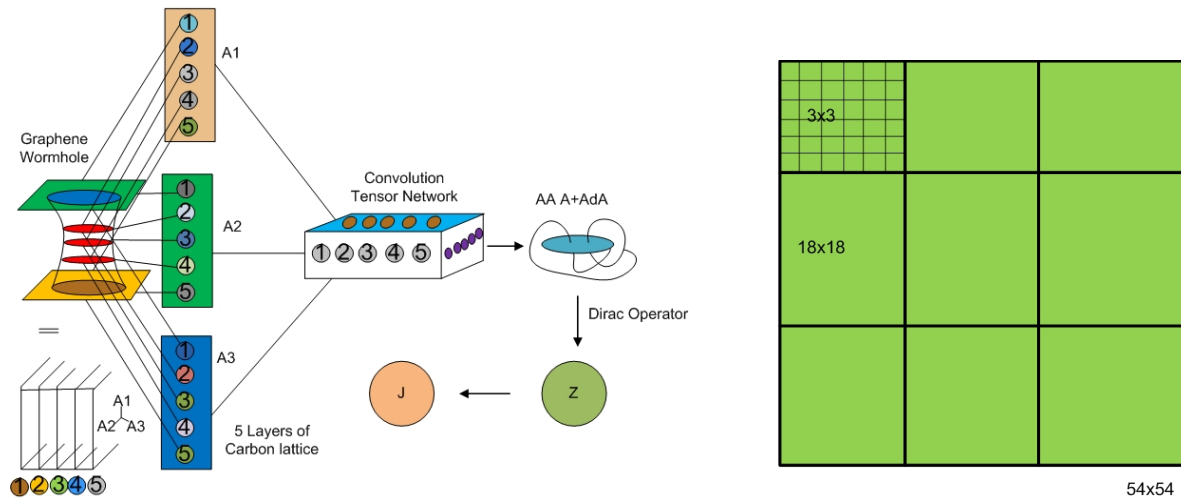 1
2
3
4
5
A1
Graphene
Wormhole
1
2
3
4
5
A2
Convolution
Tensor Network
1 2 3 4 5
AA A+AdA
Dirac Operator
Z
J
1
2
3
4
5
A3
5 Layers of
Carbon lattice
A1
A2 A3
1 2 3 4 5
3x3
18x18
54x54